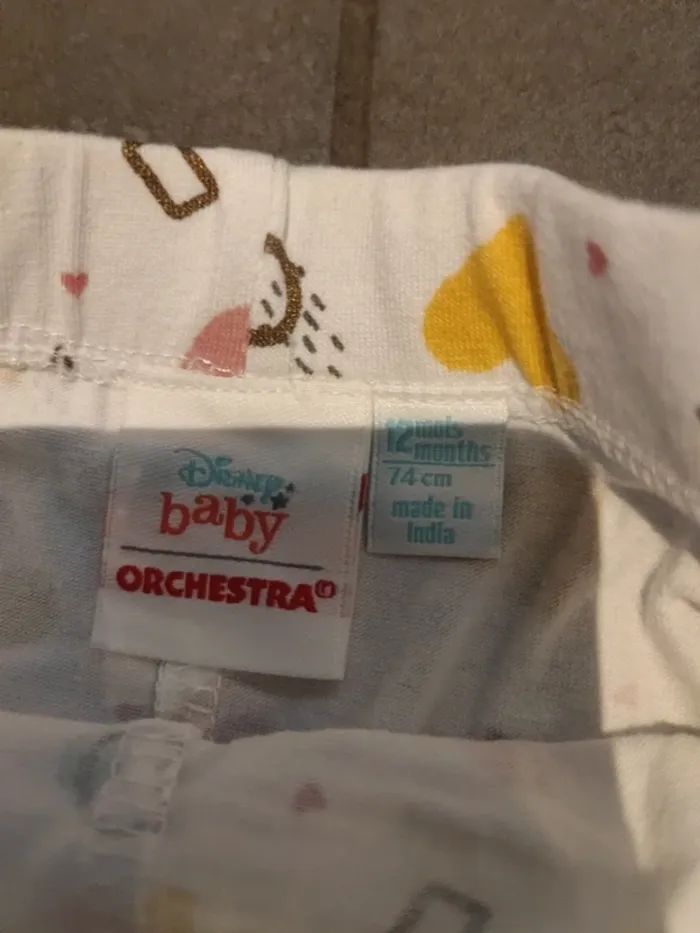 Disney
baby
ORCHESTRA®
12 mois
months
74 cm
made in
India